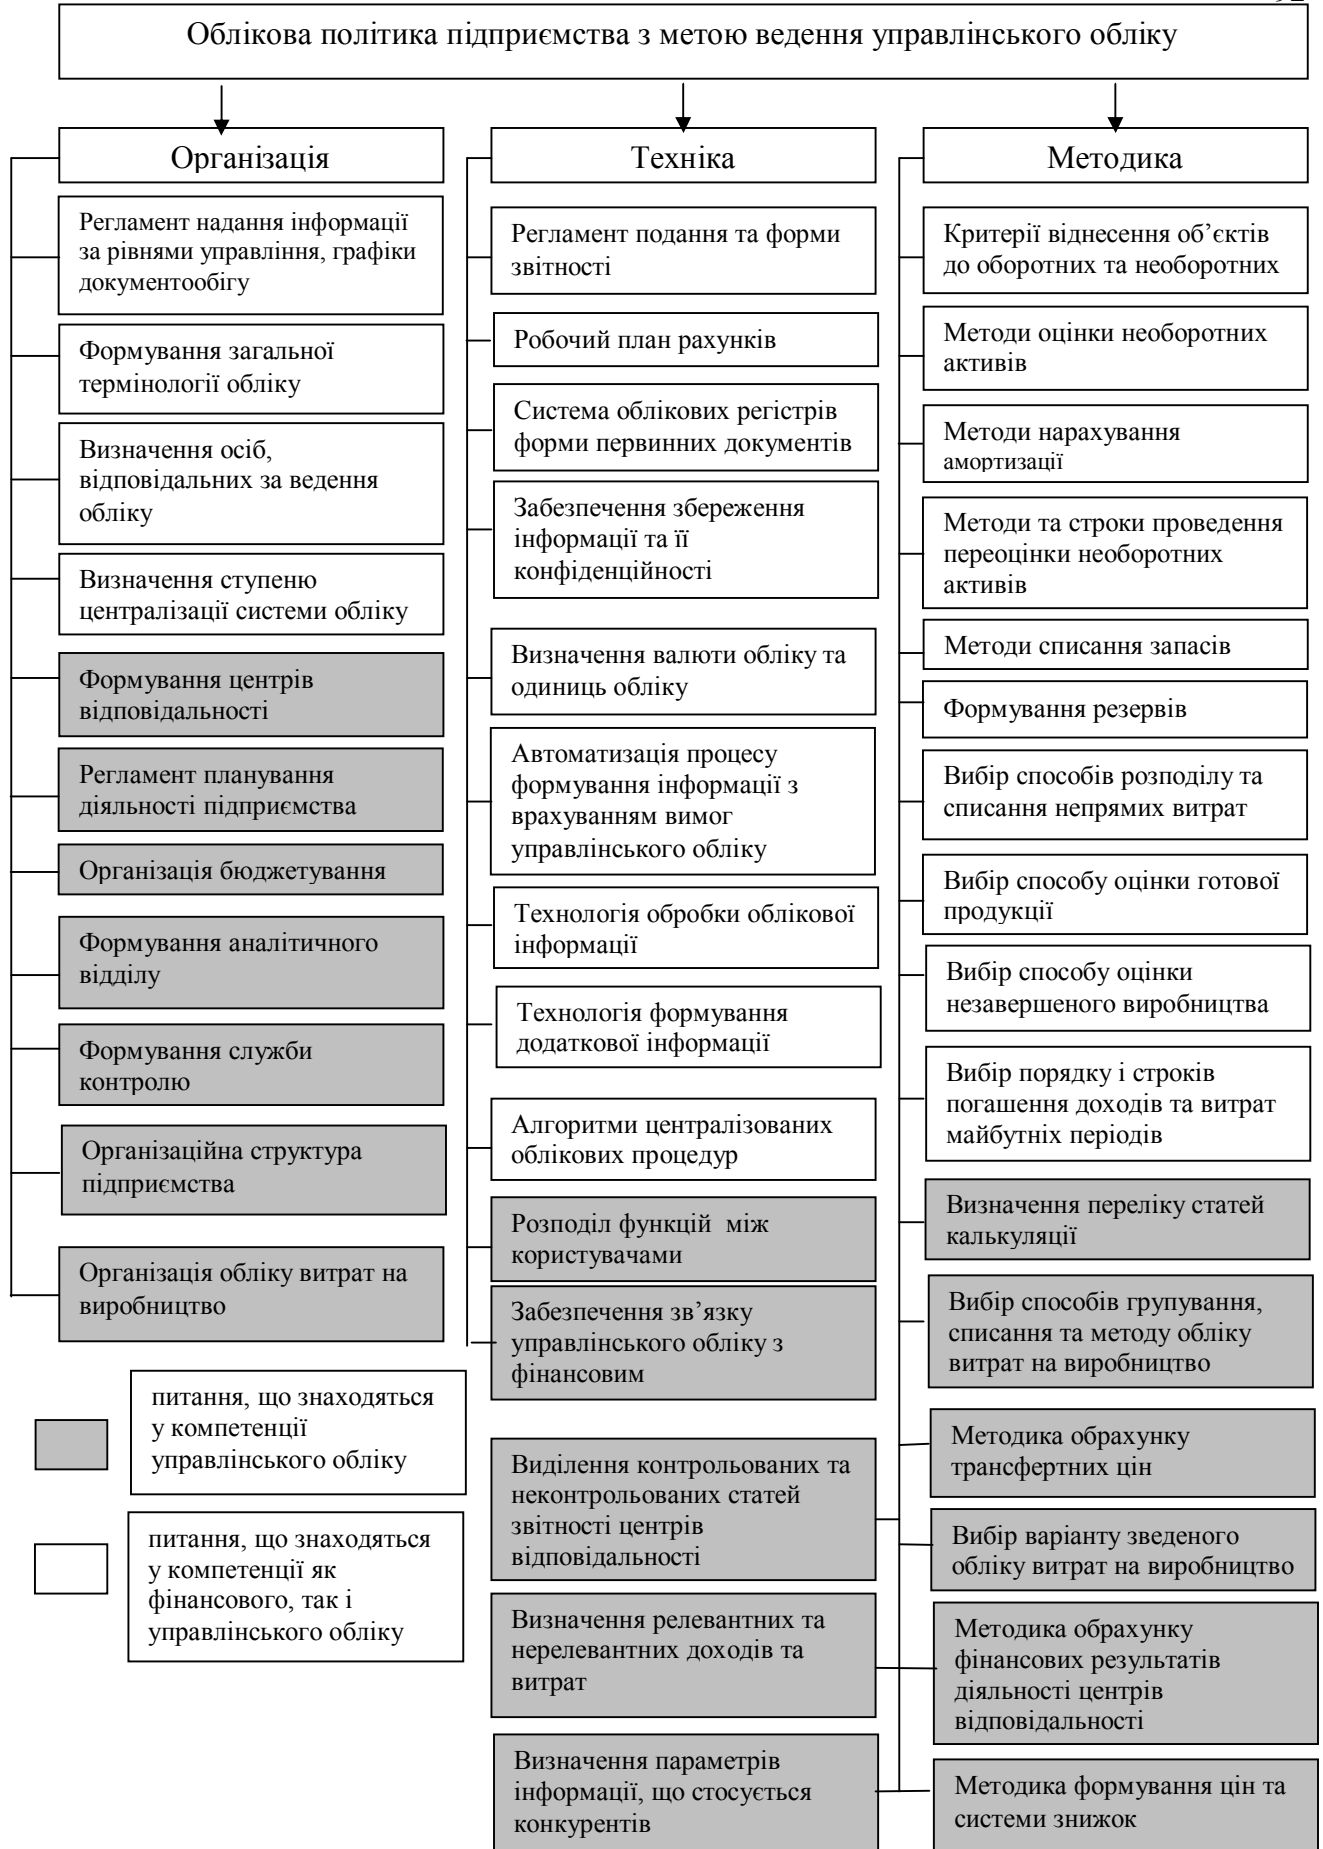 Облікова політика підприємства з метою ведення управлінського обліку
Організація
Регламент надання інформації
за рівнями управління, графіки
документообігу
Формування загальної
термінології обліку
Визначення осіб,
відповідальних за ведення
обліку
Визначення ступеню
централізації системи обліку
Формування центрів
відповідальності
Регламент планування
діяльності підприємства
Організація бюджетування
Формування аналітичного
відділу
Формування служби
контролю
Організаційна структура
підприємства
Організація обліку витрат на
виробництво
Техніка
Регламент подання та форми
звітності
Робочий план рахунків
Система облікових регістрів
форми первинних документів
Забезпечення збереження
інформації та її
конфіденційності
Визначення валюти обліку та
одиниць обліку
Автоматизація процесу
формування інформації з
врахуванням вимог
управлінського обліку
Технологія обробки облікової
інформації
Технологія формування
додаткової інформації
Алгоритми централізованих
облікових процедур
Розподіл функцій між
користувачами
Забезпечення зв’язку
управлінського обліку з
фінансовим
Виділення контрольованих та
неконтрольованих статей
звітності центрів
відповідальності
Визначення релевантних та
нерелевантних доходів та
витрат
Визначення параметрів
інформації, що стосується
конкурентів
Методика
Критерії віднесення об’єктів
до оборотних та необоротних
Методи оцінки необоротних
активів
Методи нарахування
амортизації
Методи та строки проведення
переоцінки необоротних
активів
Методи списання запасів
Формування резервів
Вибір способів розподілу та
списання непрямих витрат
Вибір способу оцінки готової
продукції
Вибір способу оцінки
незавершеного виробництва
Вибір порядку і строків
погашення доходів та витрат
майбутніх періодів
Визначення переліку статей
калькуляції
Вибір способів групування,
списання та методу обліку
витрат на виробництво
Методика обрахунку
трансфертних цін
Вибір варіанту зведеного
обліку витрат на виробництво
Методика обрахунку
фінансових результатів
діяльності центрів
відповідальності
Методика формування цін та
системи знижок
питання, що знаходяться
у компетенції
управлінського обліку
питання, що знаходяться
у компетенції як
фінансового, так і
управлінського обліку